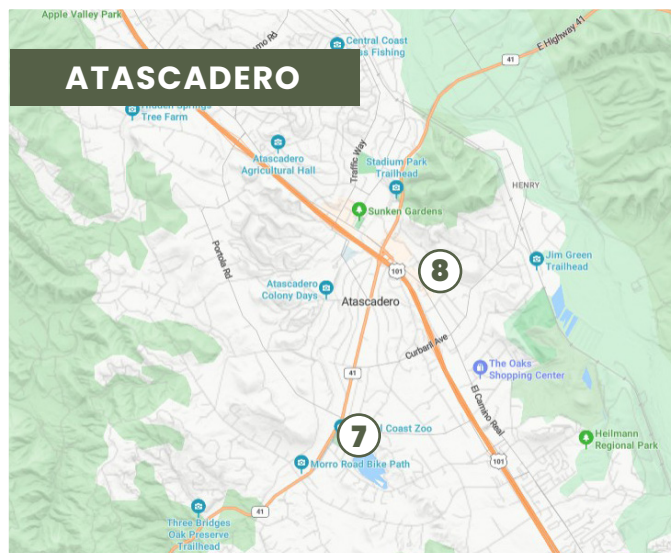 Apple Valley Park
Central Coast
Fishing
E Highway 41
41
ATASCADERO
Tree Farm
Atascadero
Agricultural Hall
Traffic Way
Stadium Park
Trailhead
HENRY
Sunken Gardens
Portola Rd
Jim Green
Trailhead
8
101
Atascadero
Colony Days
Atascadero
Curbaril Ave
The Oaks
Shopping Center
41
El Camino Real
7
Coast Zoo
Heilmann
Regional Park
Morro Road Bike Path
101
Three Bridges
Oak Preserve
Trailhead
41